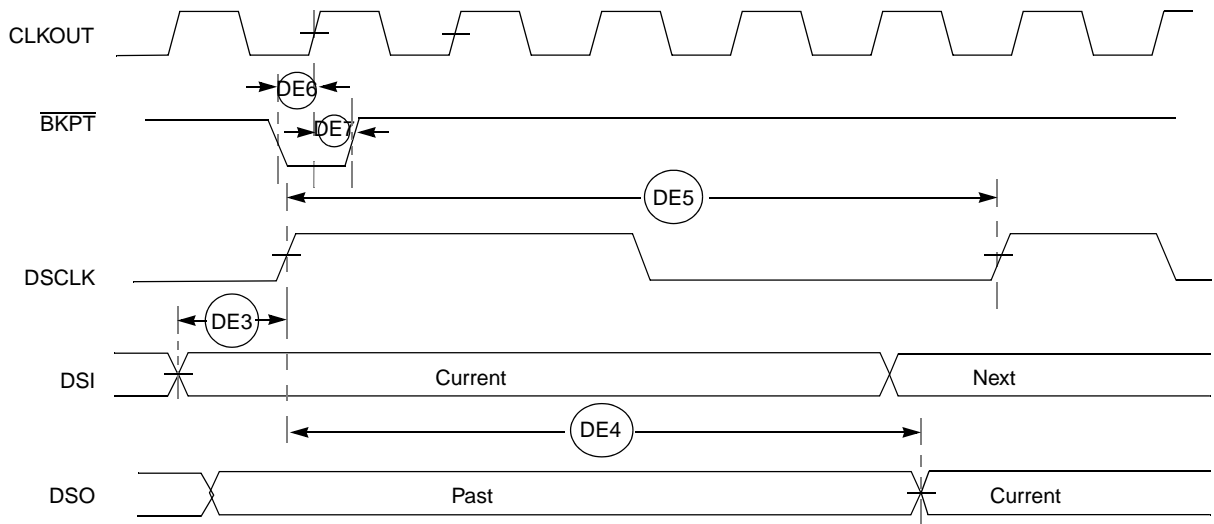 CLKOUT
DE6
BKPT
DE7
DE5
DSCLK
DE3
DSI
Current
Next
DE4
DSO
Past
Current